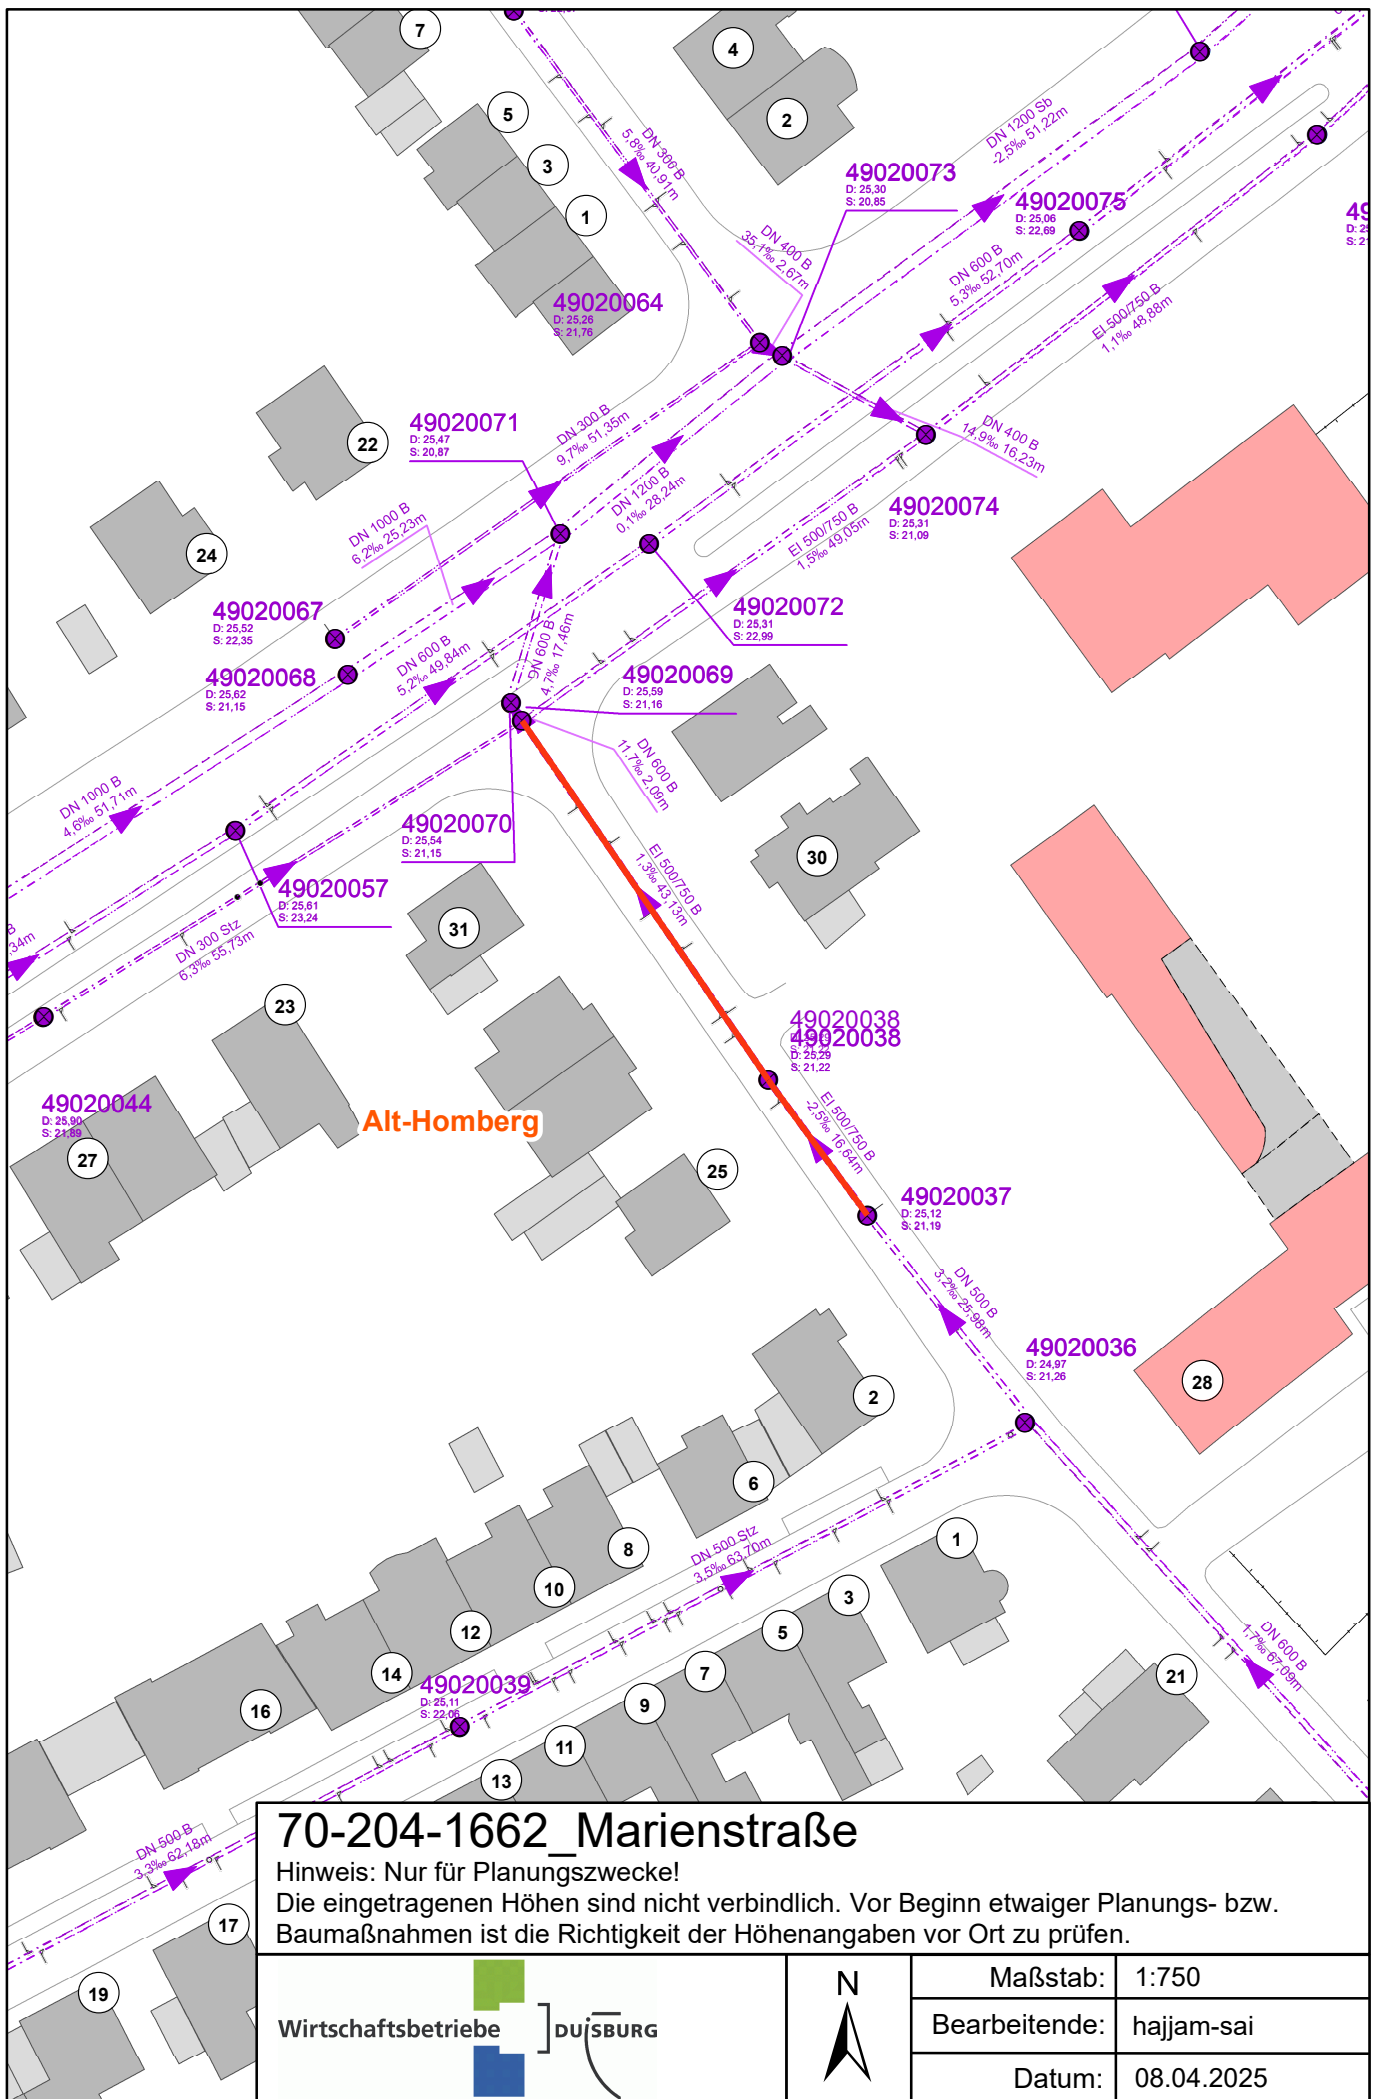 7
4
2
5
3
1
DN 300 B
5,8‰ 40,91m
DN 1200 Sb
-2,5‰ 51,22m
49020073
D: 25,30
S: 20,85
49020075
D: 25,06
S: 22,69
DN 400 B
35,1‰ 2,67m
DN 600 B
5,3‰ 52,70m
EI 500/750 B
1,1‰ 48,88m
49020064
D: 25,26
S: 21,76
22
49020071
D: 25,47
S: 20,87
DN 300 B
9,7‰ 51,35m
DN 1200 B
0,1‰ 28,24m
DN 400 B
14,9‰ 16,23m
49020074
D: 25,31
S: 21,09
EI 500/750 B
1,5‰ 49,05m
DN 1000 B
6,2‰ 25,23m
24
49020067
D: 25,52
S: 22,35
49020072
D: 25,31
S: 22,99
49020068
D: 25,62
S: 21,15
DN 600 B
5,2‰ 49,84m
DN 600 B
4,7‰ 17,46m
49020069
D: 25,59
S: 21,16
DN 600 B
11,7‰ 2,09m
DN 1000 B
4,6‰ 51,71m
49020070
D: 25,54
S: 21,15
30
EI 500/750 B
1,3‰ 43,13m
49020057
D: 25,61
S: 23,24
31
DN 300 Stz
6,3‰ 55,73m
34m
23
49020038
49020038
D: 25,29
S: 21,22
49020044
D: 25,90
S: 21,89
27
Alt-Homberg
EI 500/750 B
-2,5‰ 16,64m
25
49020037
D: 25,12
S: 21,19
DN 500 B
3,2‰ 25,98m
49020036
D: 24,97
S: 21,26
28
2
6
8
10
12
14
16
DN 500 Stz
3,5‰ 63,70m
1
3
5
7
9
11
13
49020039
D: 25,11
S: 22,06
DN 600 B
1,7‰ 67,09m
21
DN 500 B
3,3‰ 62,18m
17
19
70-204-1662_Marienstraße
Hinweis: Nur für Planungszwecke!
Die eingetragenen Höhen sind nicht verbindlich. Vor Beginn etwaiger Planungs- bzw.
Baumaßnahmen ist die Richtigkeit der Höhenangaben vor Ort zu prüfen.
Wirtschaftsbetriebe DUISBURG
N
Maßstab: 1:750
Bearbeitende: hajjam-sai
Datum: 08.04.2025